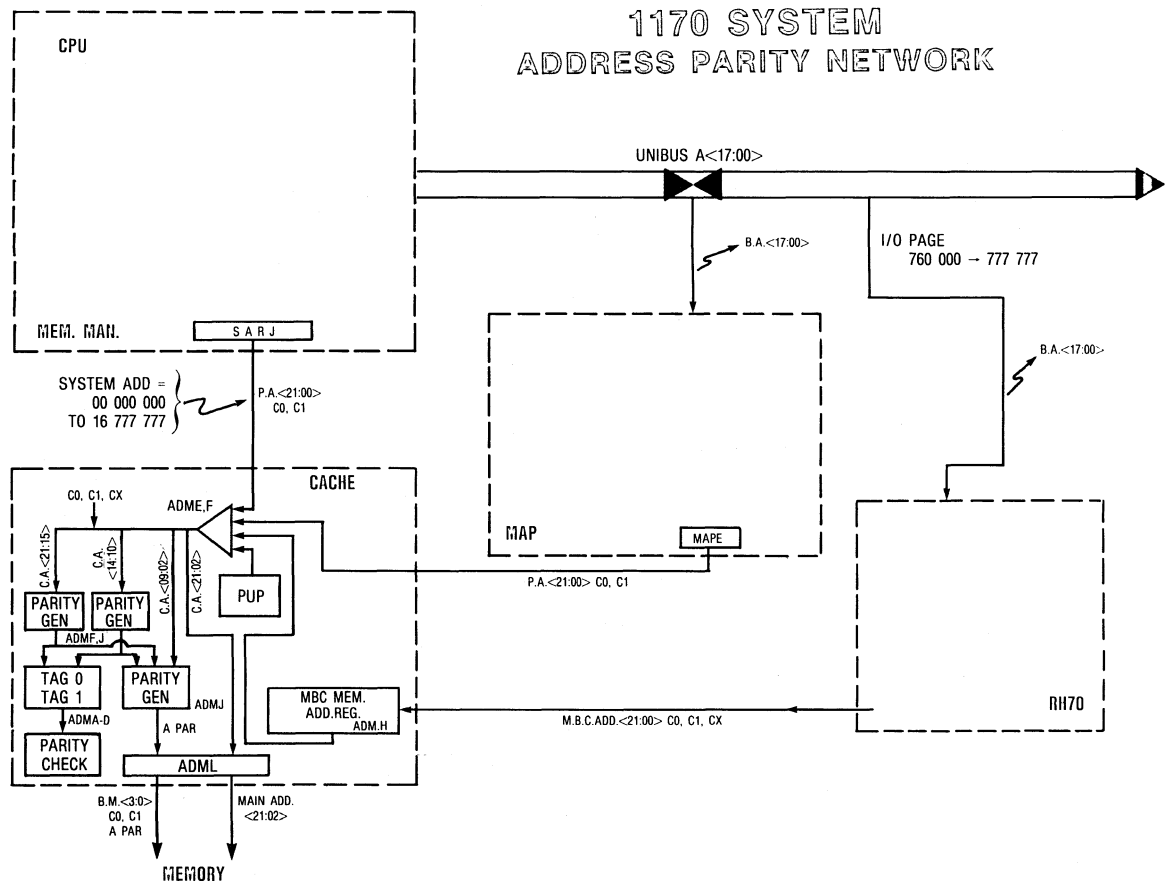 1170 SYSTEM
ADDRESS PARITY NETWORK
CPU
UNIBUS A<17:00>
B.A.<17:00>
I/O PAGE
760 000 → 777 777
MEM. MAN.
SARJ
B.A.<17:00>
SYSTEM ADD =
00 000 000
TO 16 777 777
P.A.<21:00>
C0, C1
CACHE
C0, C1, CX
ADME,F
MAP
MAPE
C.A.<21:15>
C.A.
<14:10>
C.A.<09:02>
C.A.<21:02>
PUP
P.A.<21:00> C0, C1
PARITY
GEN
PARITY
GEN
ADMF,J
TAG 0
TAG 1
PARITY
GEN
ADMJ
MBC MEM.
ADD.REG.
ADM.H
M.B.C.ADD.<21:00> C0, C1, CX
RH70
ADMA-D
A PAR
PARITY
CHECK
ADML
B.M.<3:0>
C0, C1
A PAR
MAIN ADD.
<21:02>
MEMORY